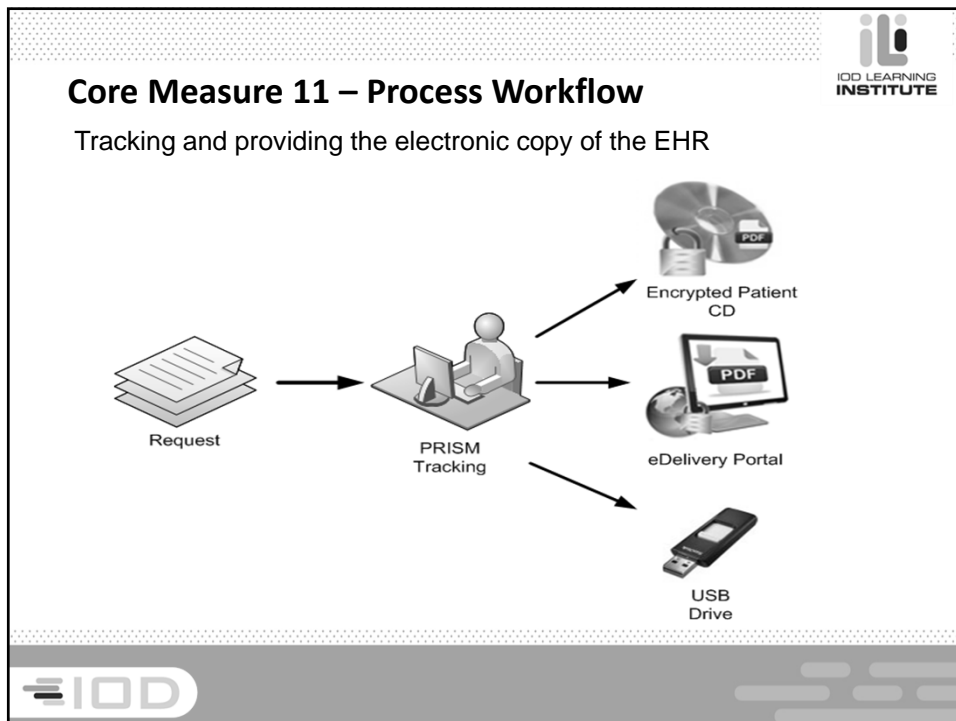 IOD LEARNING
INSTITUTE
Core Measure 11 – Process Workflow
Tracking and providing the electronic copy of the EHR
PDF
Encrypted Patient
CD
Request
PRISM
Tracking
PDF
eDelivery Portal
USB
Drive
IOD